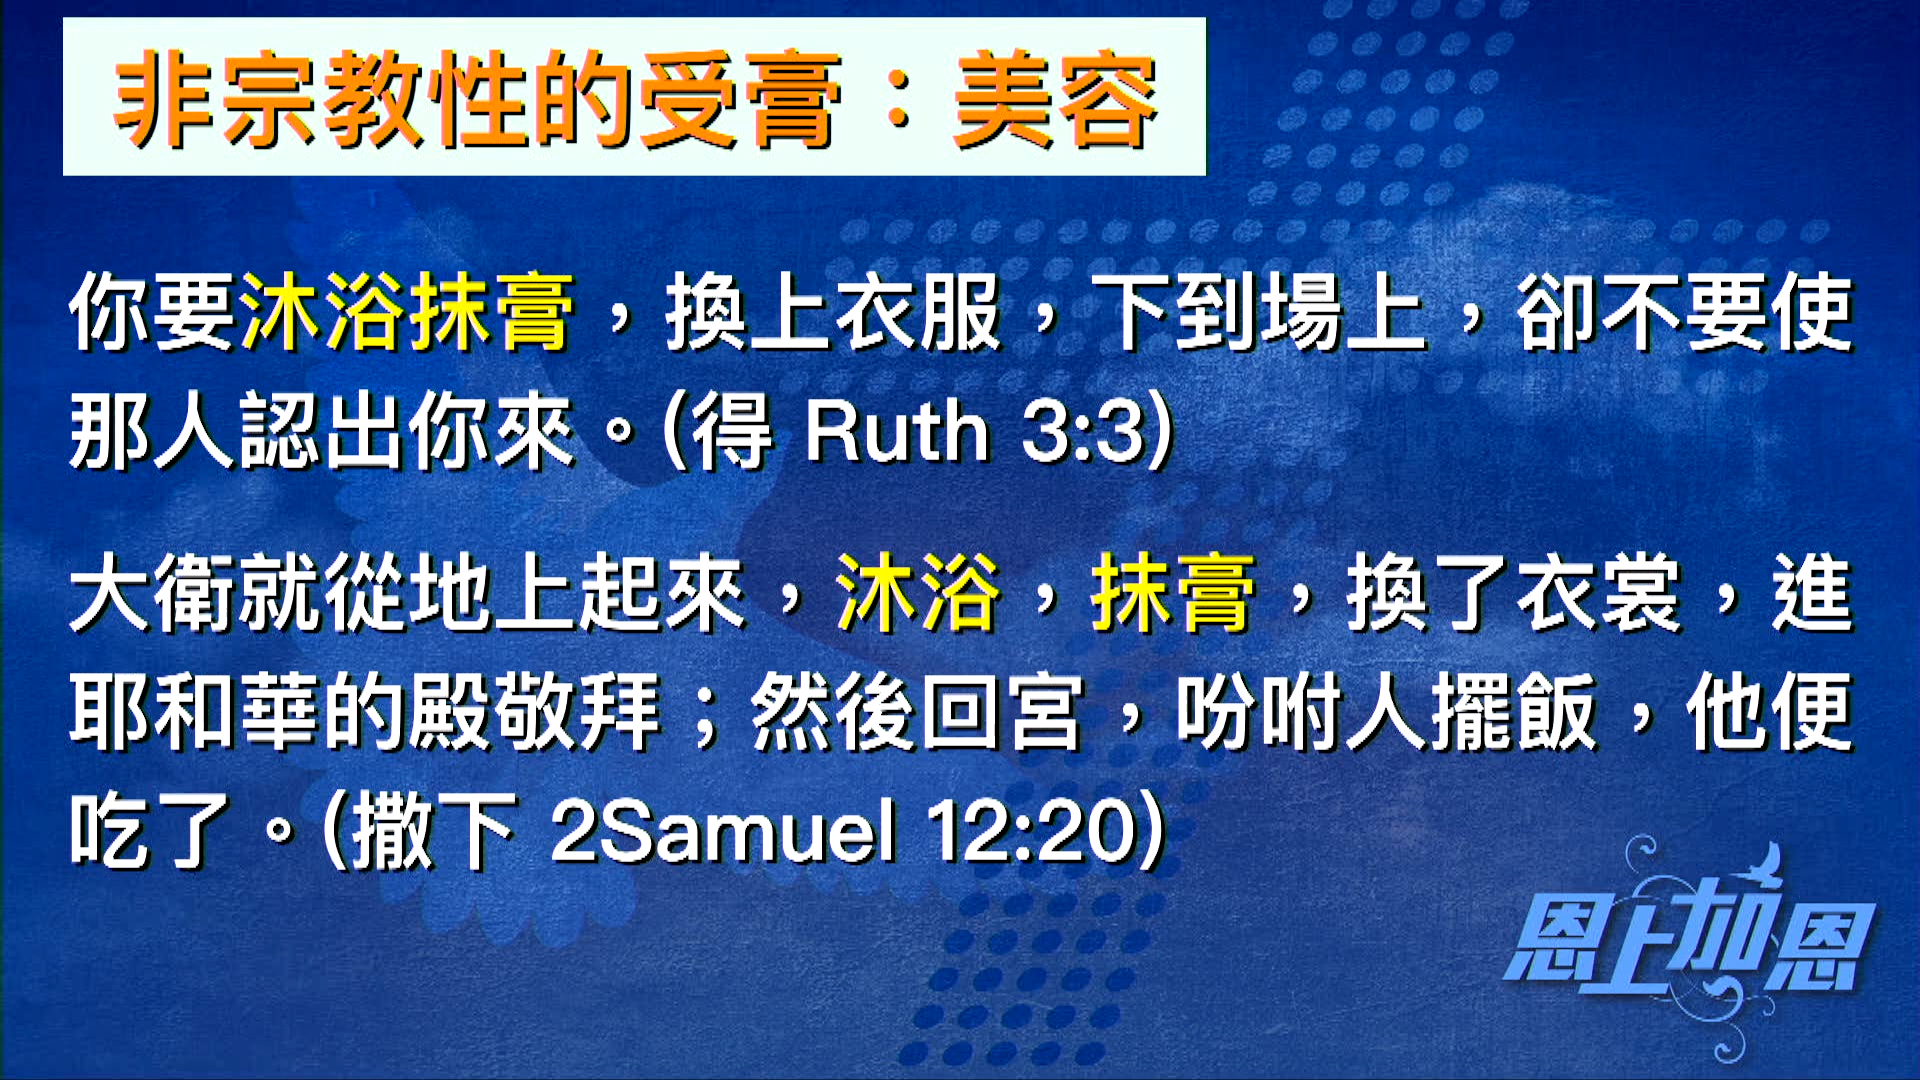 非宗教性的受膏：美容
你要沐浴抹膏，換上衣服，下到場上，卻不要使
那人認出你來。(得 Ruth 3:3)
大衛就從地上起來，沐浴，抹膏，換了衣裳，進
耶和華的殿敬拜；然後回宮，吩咐人擺飯，他便
吃了。(撒下 2Samuel 12:20)
恩上加恩